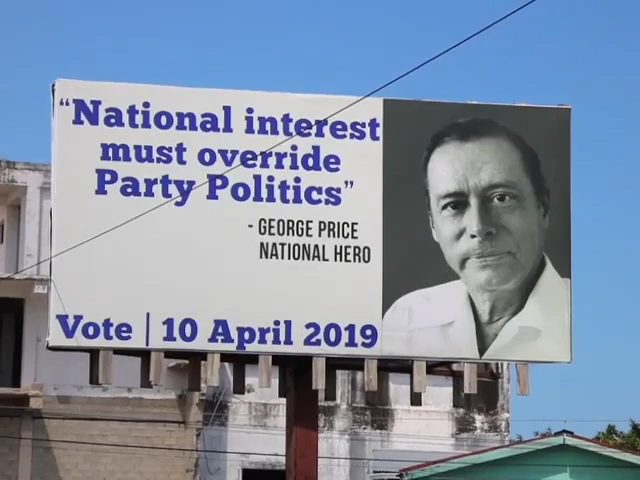 “National interest
must override
Party Politics”
- GEORGE PRICE
NATIONAL HERO
Vote | 10 April 2019